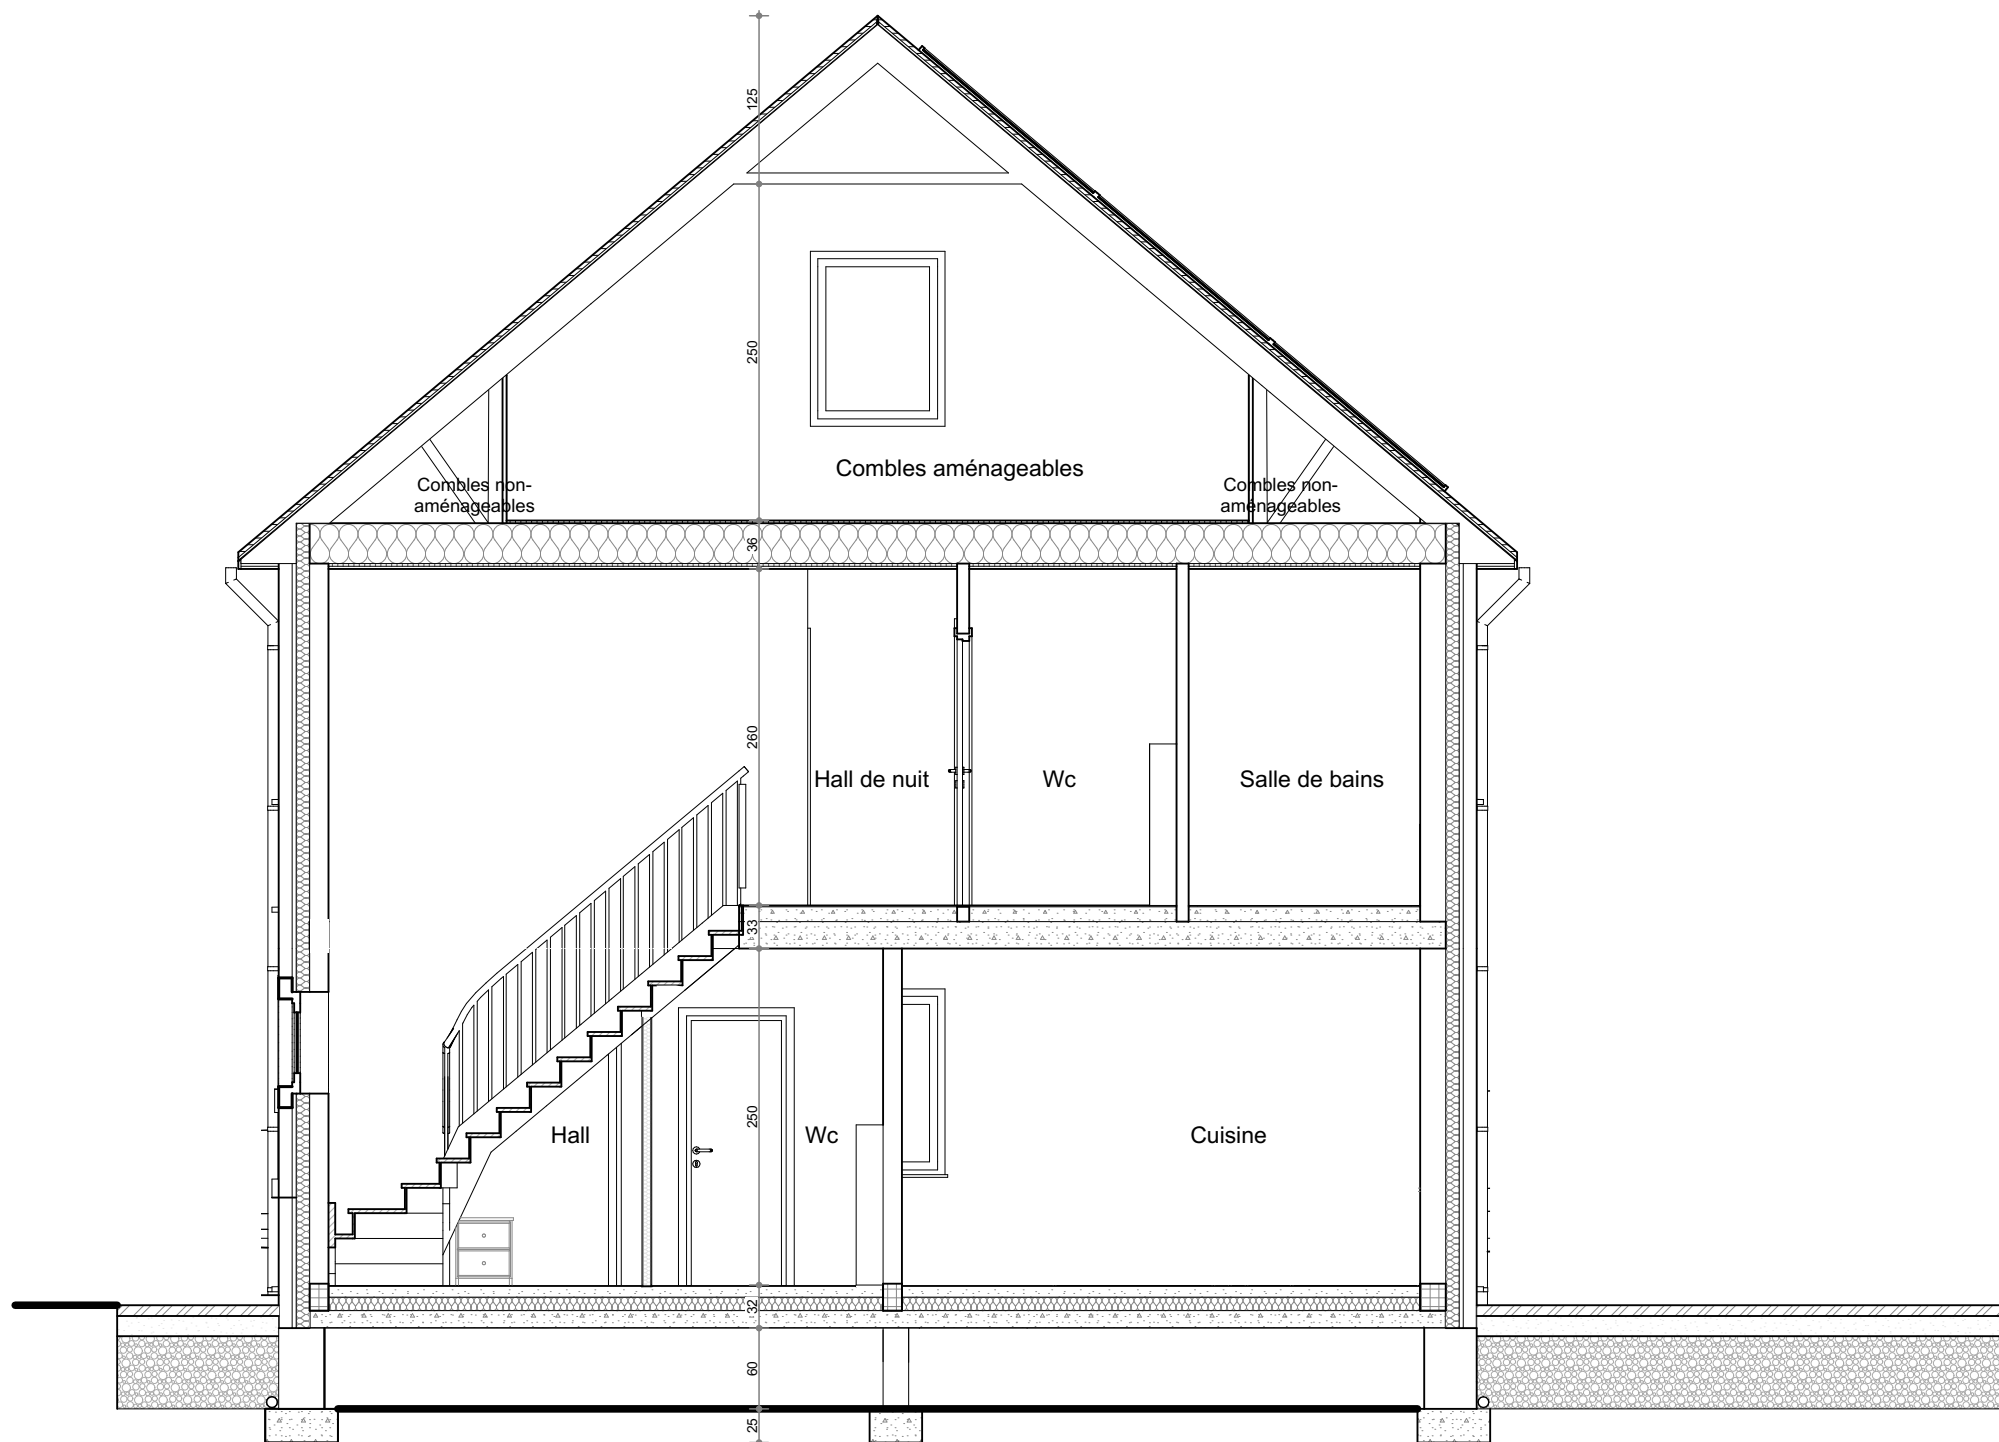 125
250
Combles aménageables
Combles non-
aménageables
Combles non-
aménageables
36
260
Hall de nuit
Wc
Salle de bains
33
250
Hall
Wc
Cuisine
32
60
25